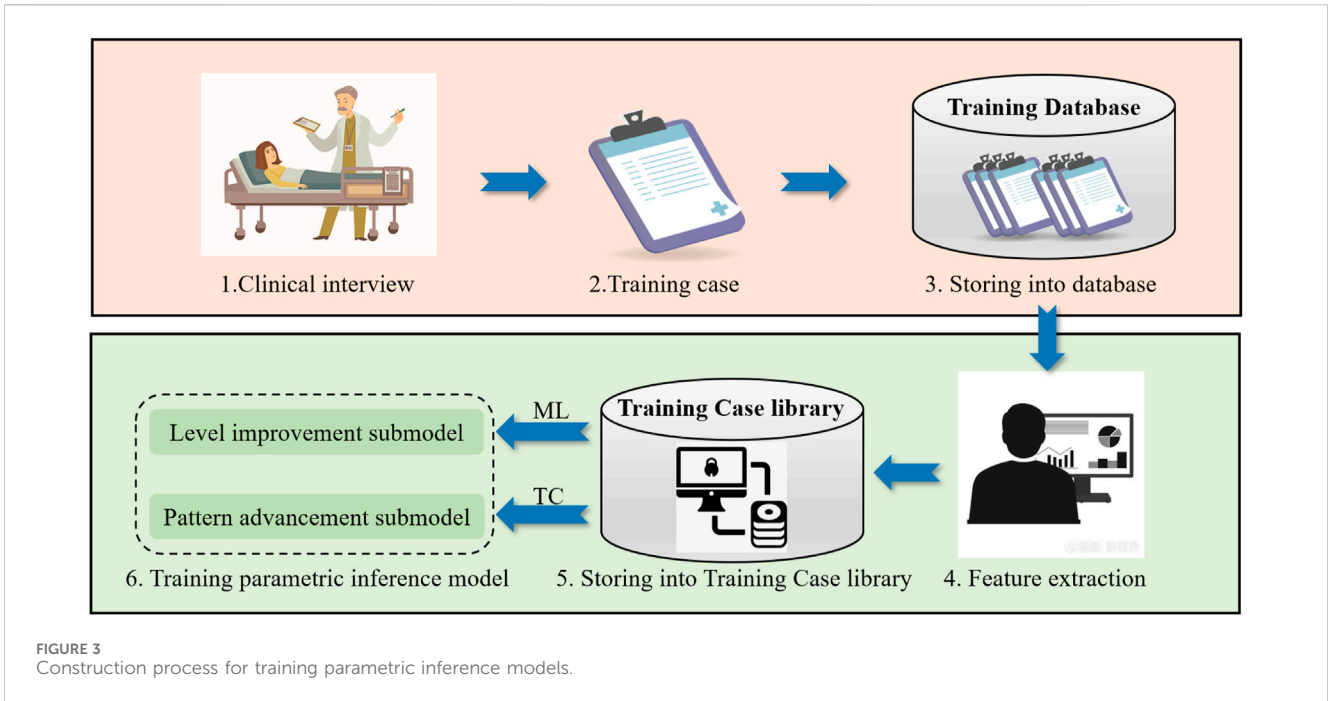 Training Database
1.Clinical interview
2.Training case
3. Storing into database
ML
Training Case library
Level improvement submodel
TC
Pattern advancement submodel
6. Training parametric inference model
5. Storing into Training Case library
4. Feature extraction
FIGURE 3
Construction process for training parametric inference models.